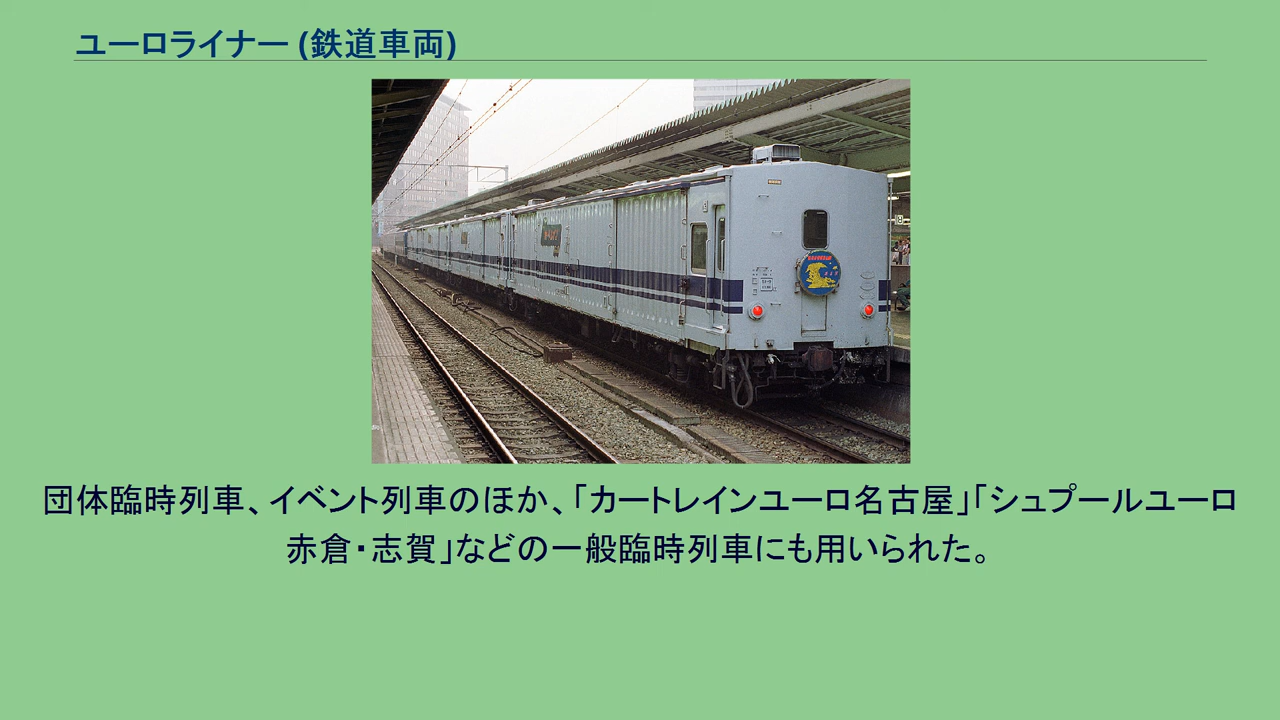 ユーロライナー (鉄道車両)
団体臨時列車、イベント列車のほか、「カートレインユーロ名古屋」「シュプールユーロ
赤倉・志賀」などの一般臨時列車にも用いられた。